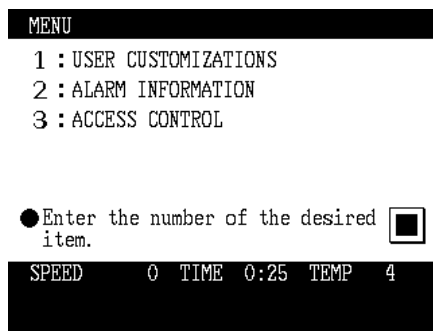 MENU
1 : USER CUSTOMIZATIONS
2 : ALARM INFORMATION
3 : ACCESS CONTROL
●Enter the number of the desired
item.
SPEED 0 TIME 0:25 TEMP 4